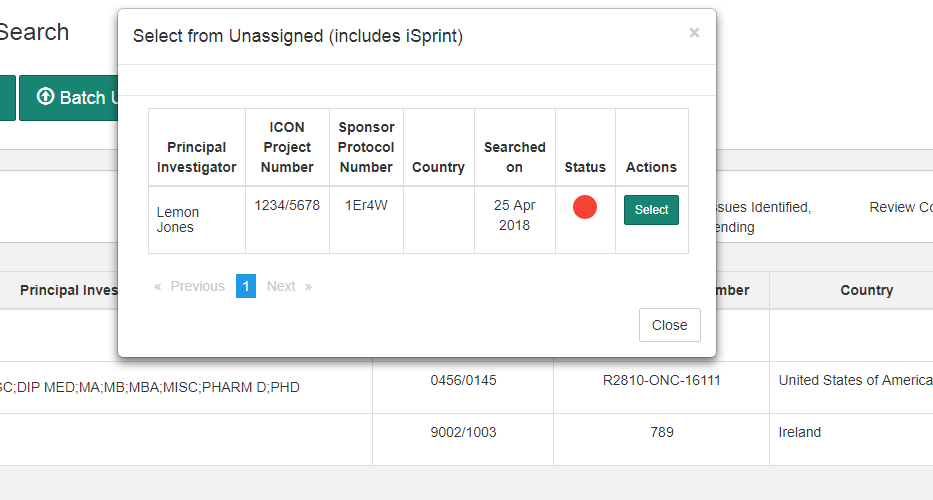 Search
Select from Unassigned (includes iSprint)
×
Batch U
Principal Investigator
ICON Project Number
Sponsor Protocol Number
Country
Searched on
Status
Actions
Lemon Jones
1234/5678
1Er4W
25 Apr 2018
Select
ssues Identified,
ending
Review Co
« Previous 1 Next »
Close
Principal Inves
mber
Country
SC;DIP MED;MA;MB;MBA;MISC;PHARM D;PHD
0456/0145
R2810-ONC-16111
United States of America
9002/1003
789
Ireland